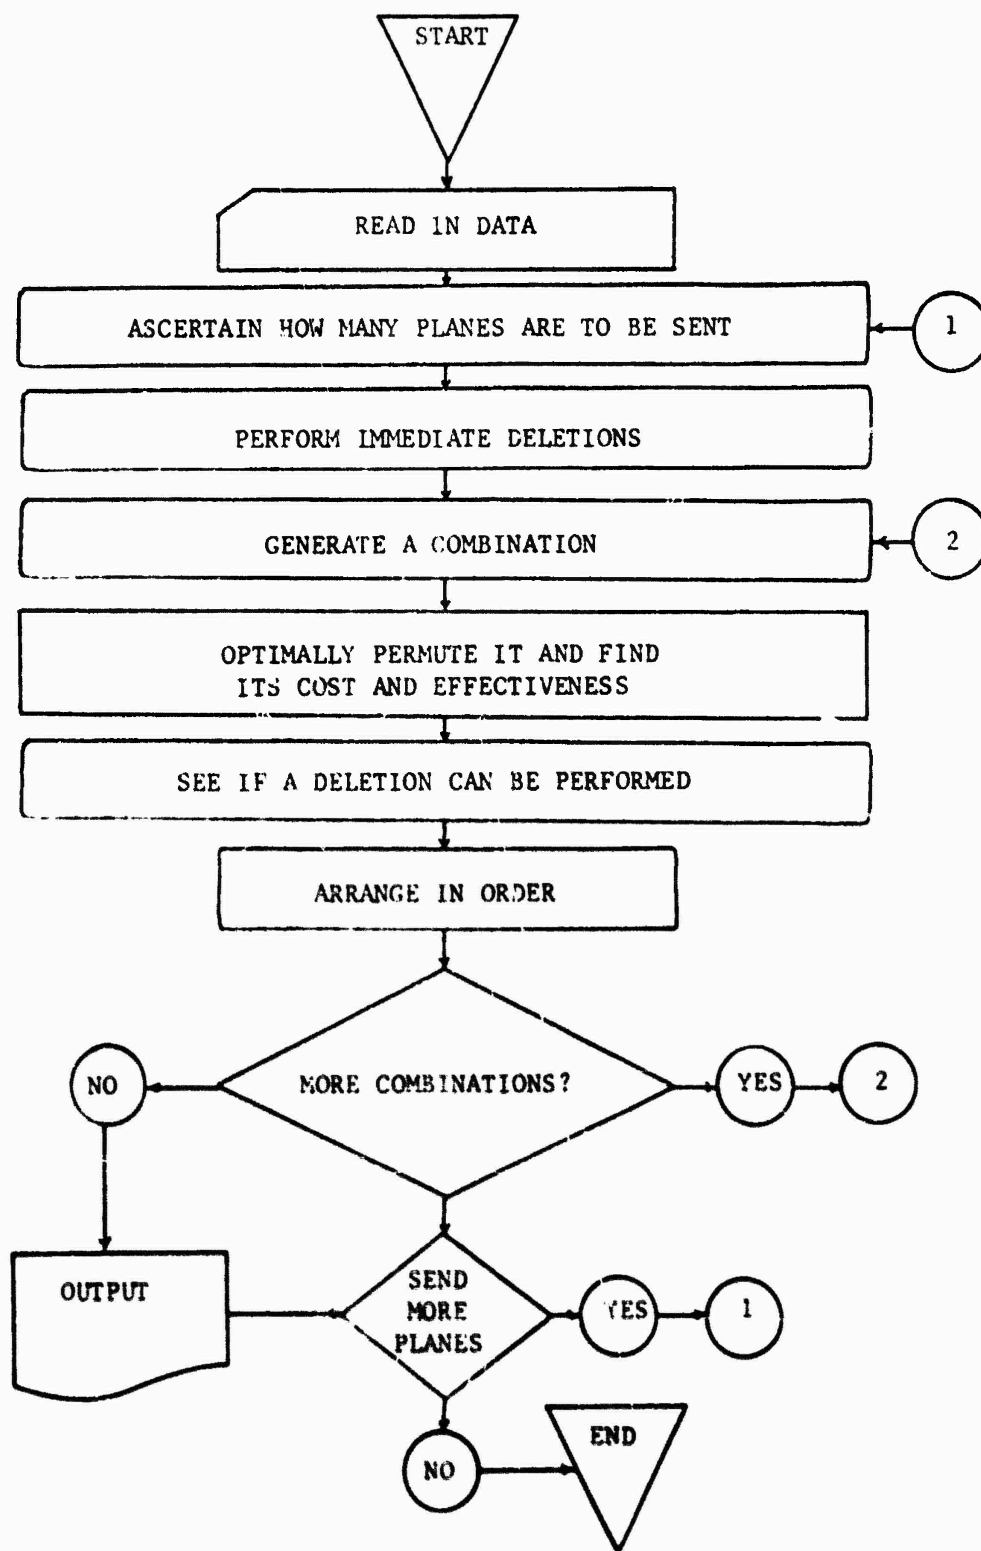 START
READ IN DATA
ASCERTAIN HOW MANY PLANES ARE TO BE SENT
1
PERFORM IMMEDIATE DELETIONS
GENERATE A COMBINATION
2
OPTIMALLY PERMUTE IT AND FIND
ITS COST AND EFFECTIVENESS
SEE IF A DELETION CAN BE PERFORMED
ARRANGE IN ORDER
NO
MORE COMBINATIONS?
YES
2
OUTPUT
SEND
MORE
PLANES
YES
1
NO
END